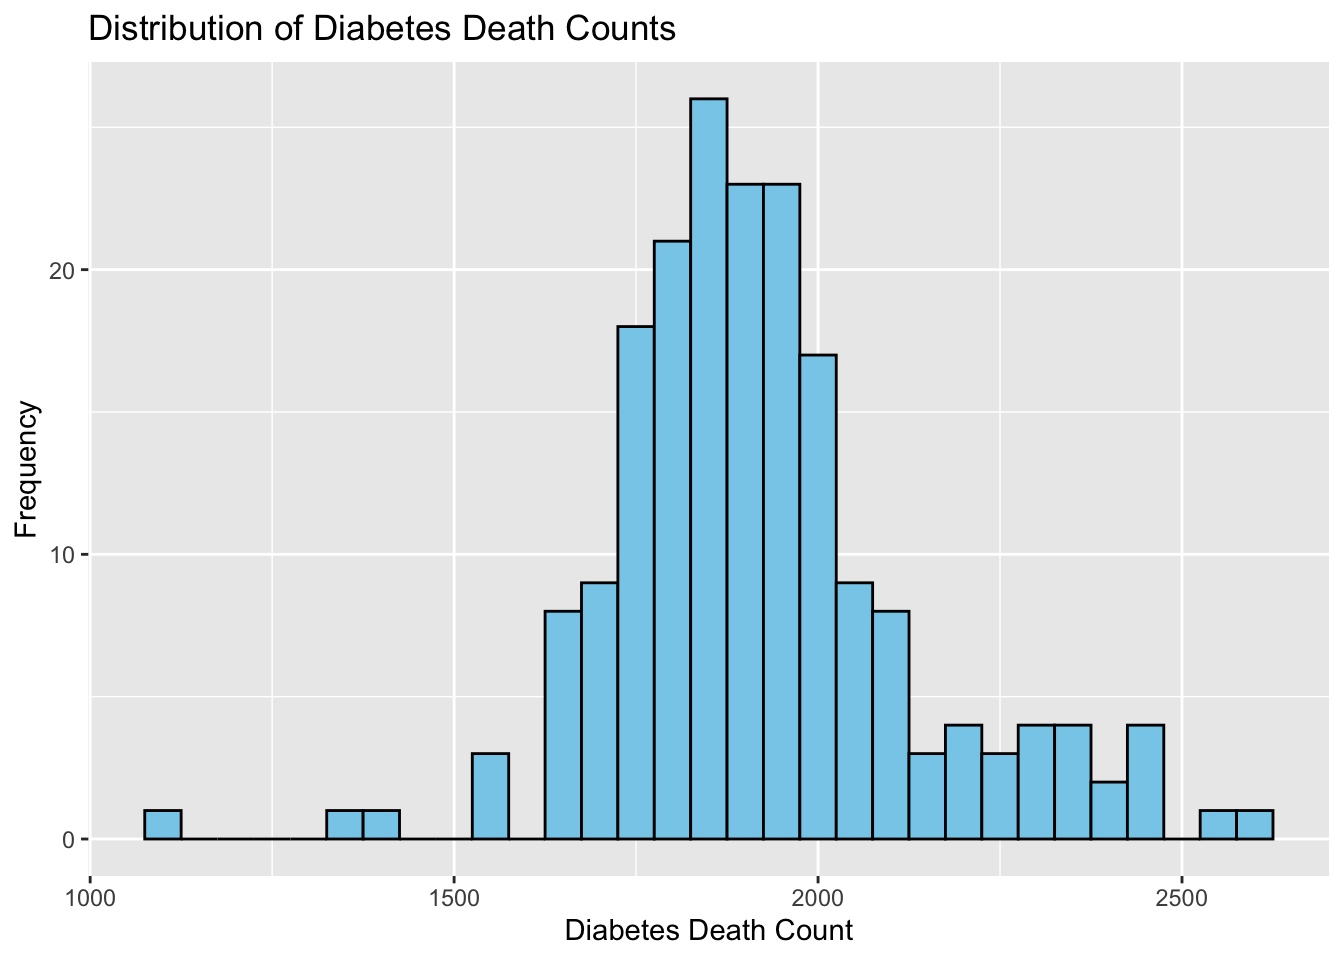 Distribution of Diabetes Death Counts
Frequency
20
10
0
1000 1500 2000 2500
Diabetes Death Count